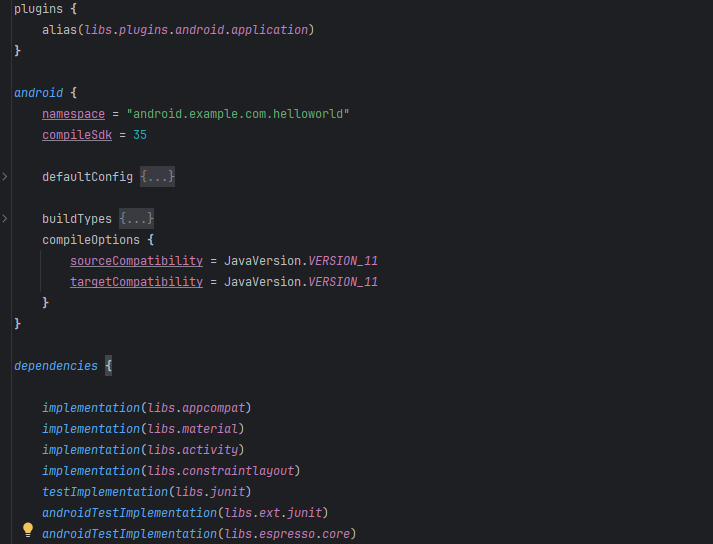 plugins {
    alias(libs.plugins.android.application)
}
android {
    namespace = "android.example.com.helloworld"
    compileSdk = 35
    defaultConfig {...}
    buildTypes {...}
    compileOptions {
        sourceCompatibility = JavaVersion.VERSION_11
        targetCompatibility = JavaVersion.VERSION_11
    }
}
dependencies {
    implementation(libs.appcompat)
    implementation(libs.material)
    implementation(libs.activity)
    implementation(libs.constraintlayout)
    testImplementation(libs.junit)
    androidTestImplementation(libs.ext.junit)
    androidTestImplementation(libs.espresso.core)